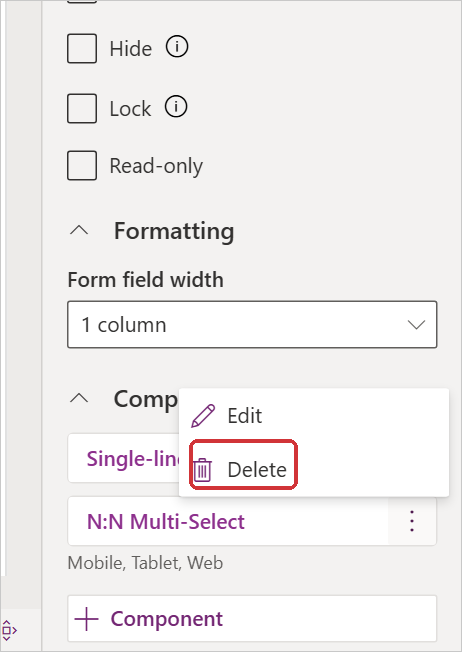 Hide
Lock
Read-only
Formatting
Form field width
1 column
Comp
Edit
Single-line
Delete
N:N Multi-Select
Mobile, Tablet, Web
Component